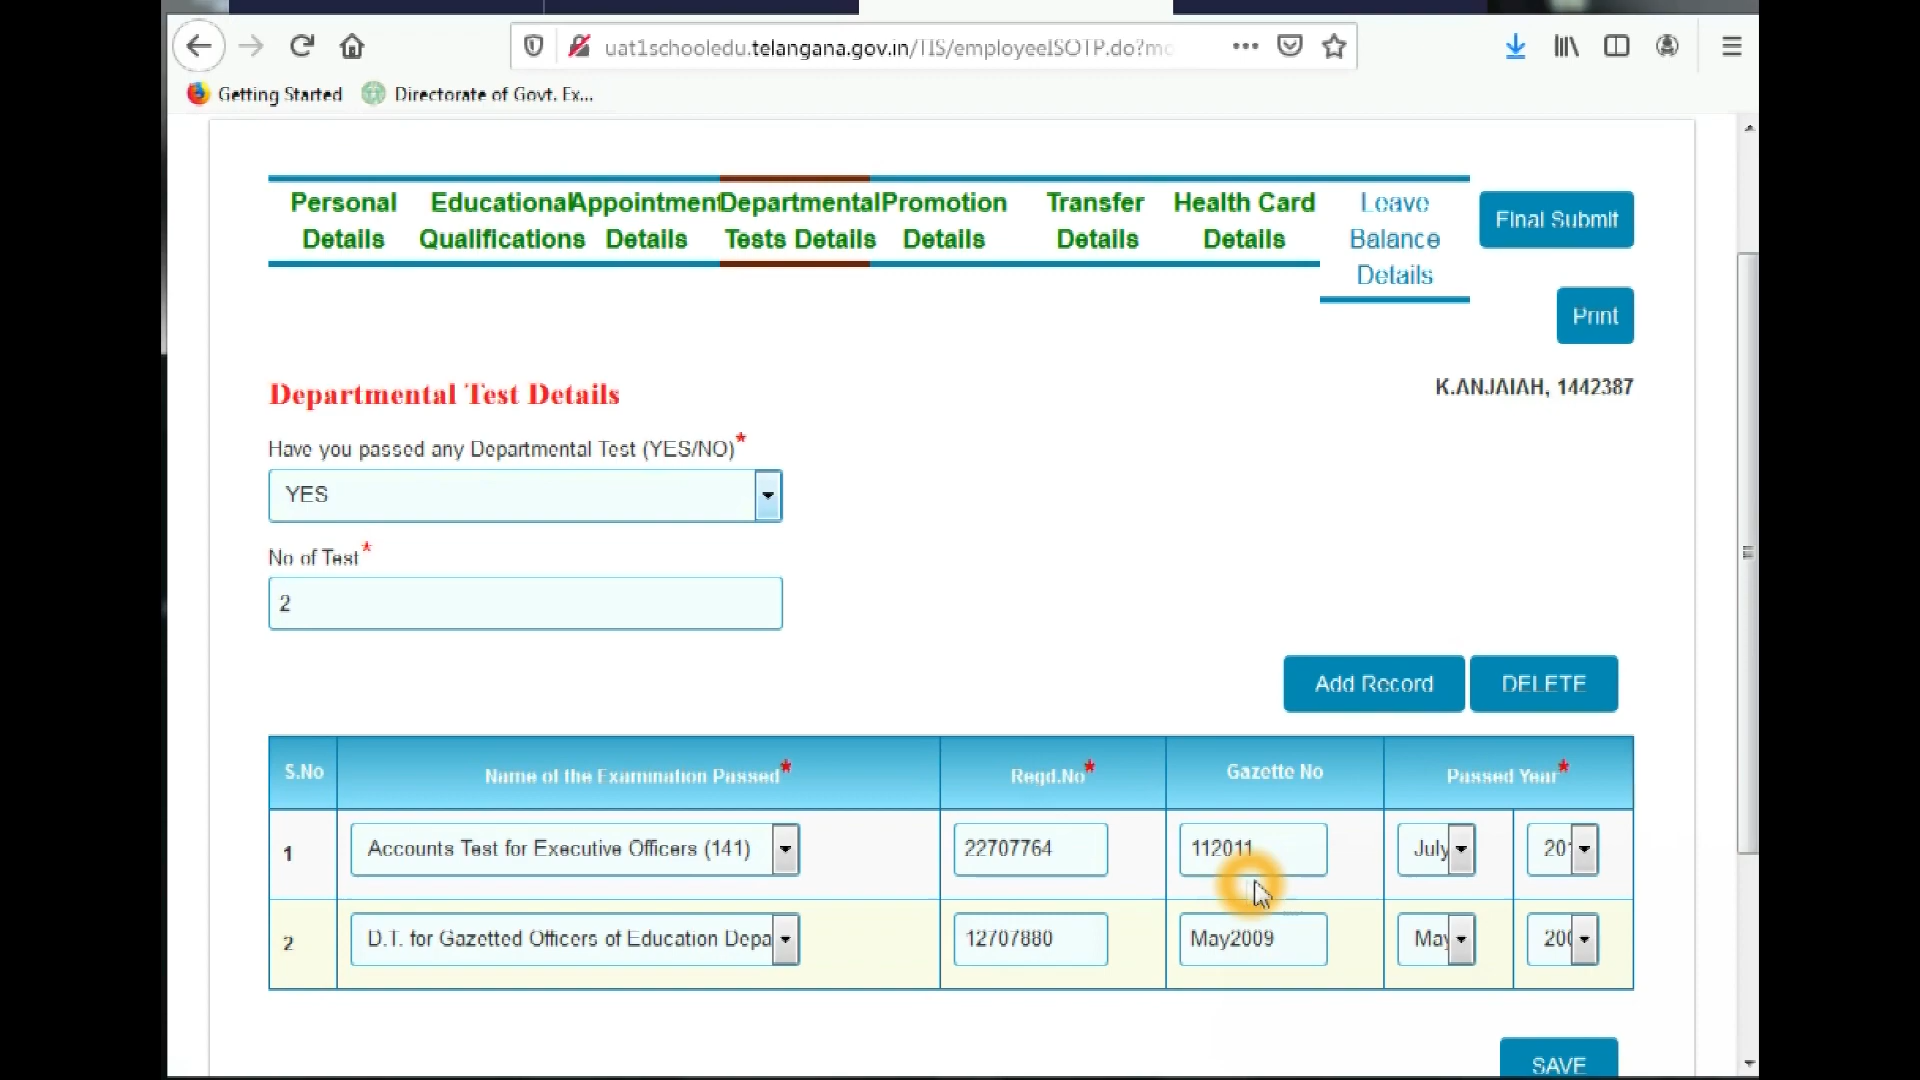 uat1schooledu.telangana.gov.in/TIS/employeeISOTP.do?mo
Getting Started Directorate of Govt. Ex...
Personal Details
Educational Qualifications
Appointment Details
Departmental Tests Details
Promotion Details
Transfer Details
Health Card Details
Leave Balance Details
Final Submit
Print
Departmental Test Details
K.ANJAIAH, 1442387
Have you passed any Departmental Test (YES/NO)*
YES
No of Test*
2
Add Record DELETE
S.No Name of the Examination Passed* Regd.No* Gazette No Passed Year*
1 Accounts Test for Executive Officers (141) 22707764 112011 July 201
2 D.T. for Gazetted Officers of Education Depa 12707880 May2009 May 200
SAVE